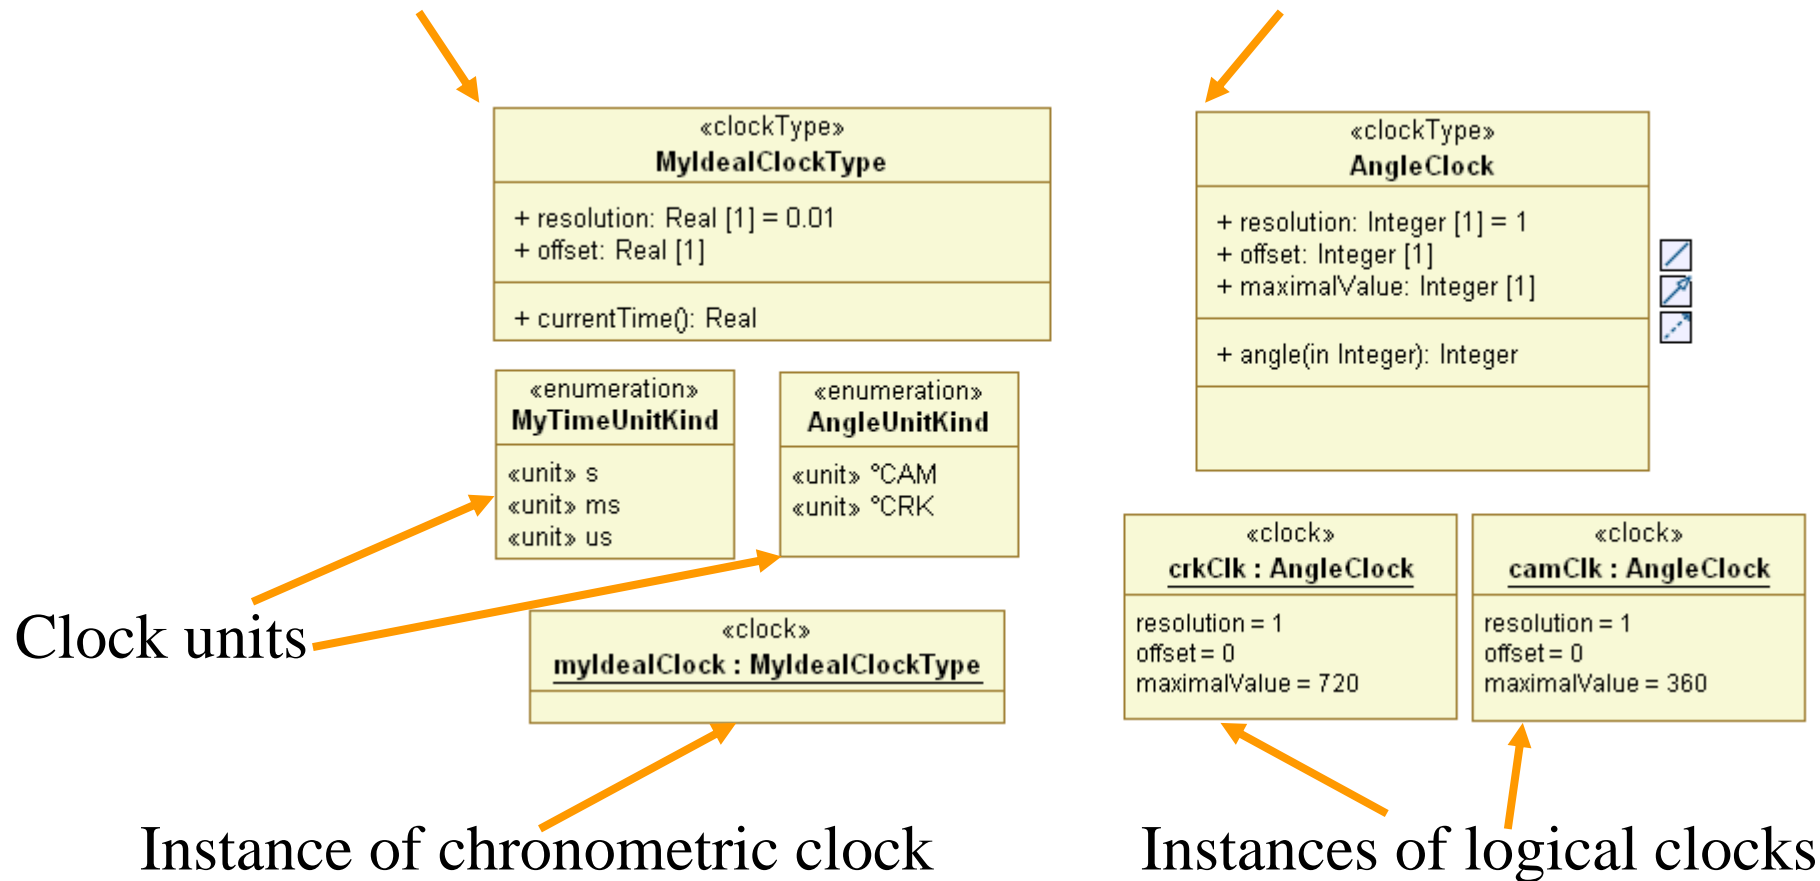 «clockType»
MyIdealClockType
+ resolution: Real [1] = 0.01
+ offset: Real [1]
+ currentTime(): Real
«clockType»
AngleClock
+ resolution: Integer [1] = 1
+ offset: Integer [1]
+ maximalValue: Integer [1]
+ angle(in Integer): Integer
«enumeration»
MyTimeUnitKind
«unit» s
«unit» ms
«unit» us
«enumeration»
AngleUnitKind
«unit» °CAM
«unit» °CRK
Clock units
«clock»
myIdealClock : MyIdealClockType
«clock»
crkClk : AngleClock
resolution = 1
offset = 0
maximalValue = 720
«clock»
camClk : AngleClock
resolution = 1
offset = 0
maximalValue = 360
Instance of chronometric clock
Instances of logical clocks